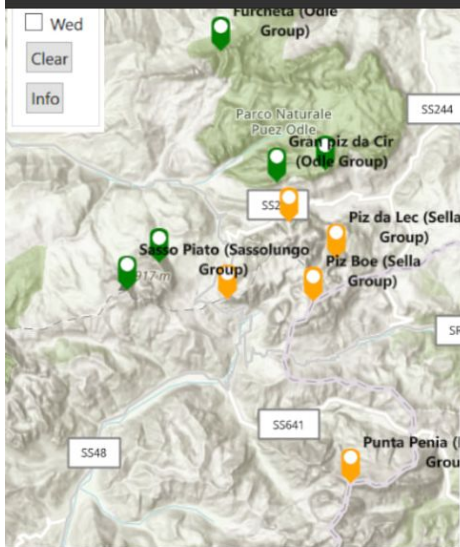 Furcheta (Odle
Group)
Wed
Clear
Info
SS244
Parco Naturale
Puez Odle
Gran piz da Cir
(Odle Group)
Piz da Lec (Sella
Group)
Sasso Piato (Sassolungo
Group)
Piz Boe (Sella
Group)
SS641
SS48
Punta Penia (